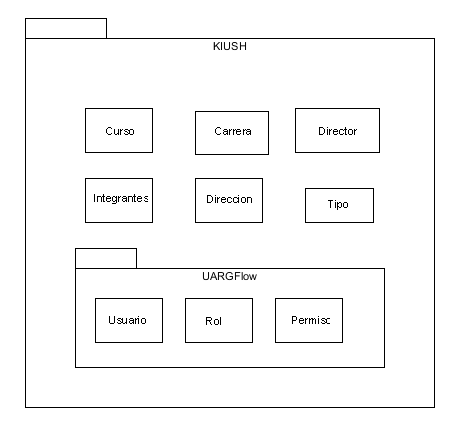 KIUSH
Curso
Carrera
Director
Integrantes
Direccion
Tipo
UARGFlow
Usuario
Rol
Permisc